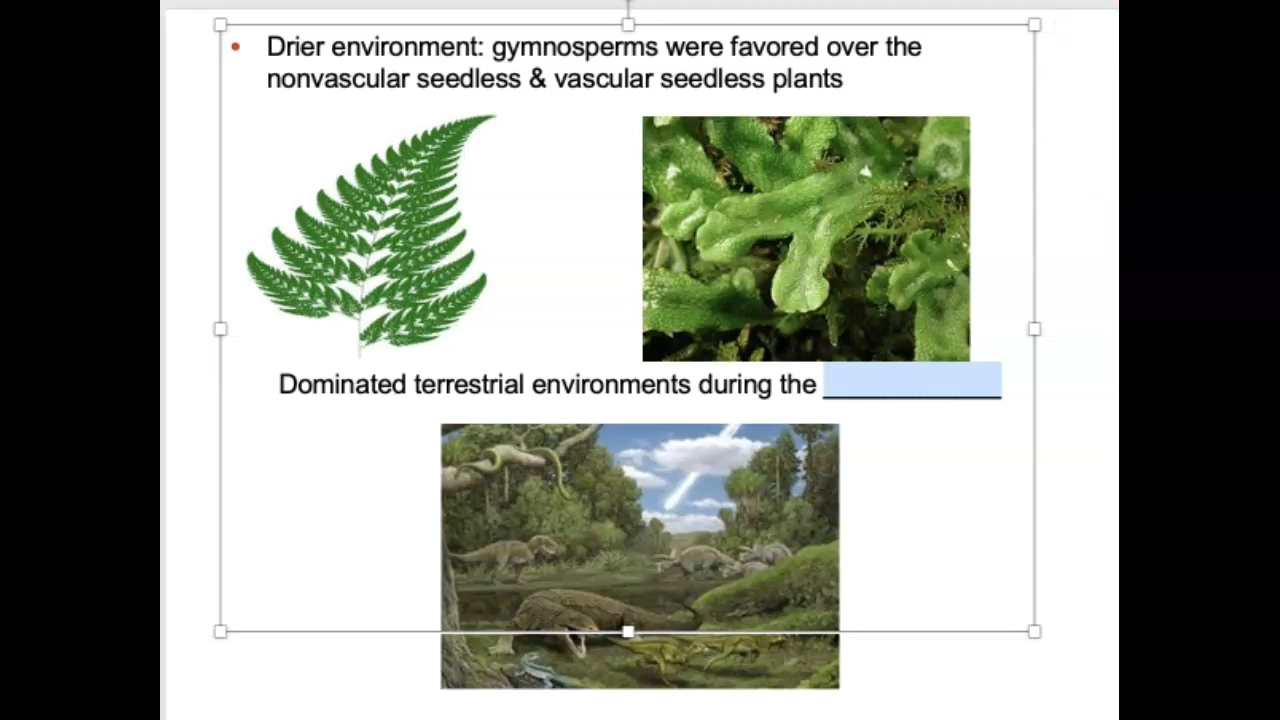 • Drier environment: gymnosperms were favored over the
nonvascular seedless & vascular seedless plants
Dominated terrestrial environments during the